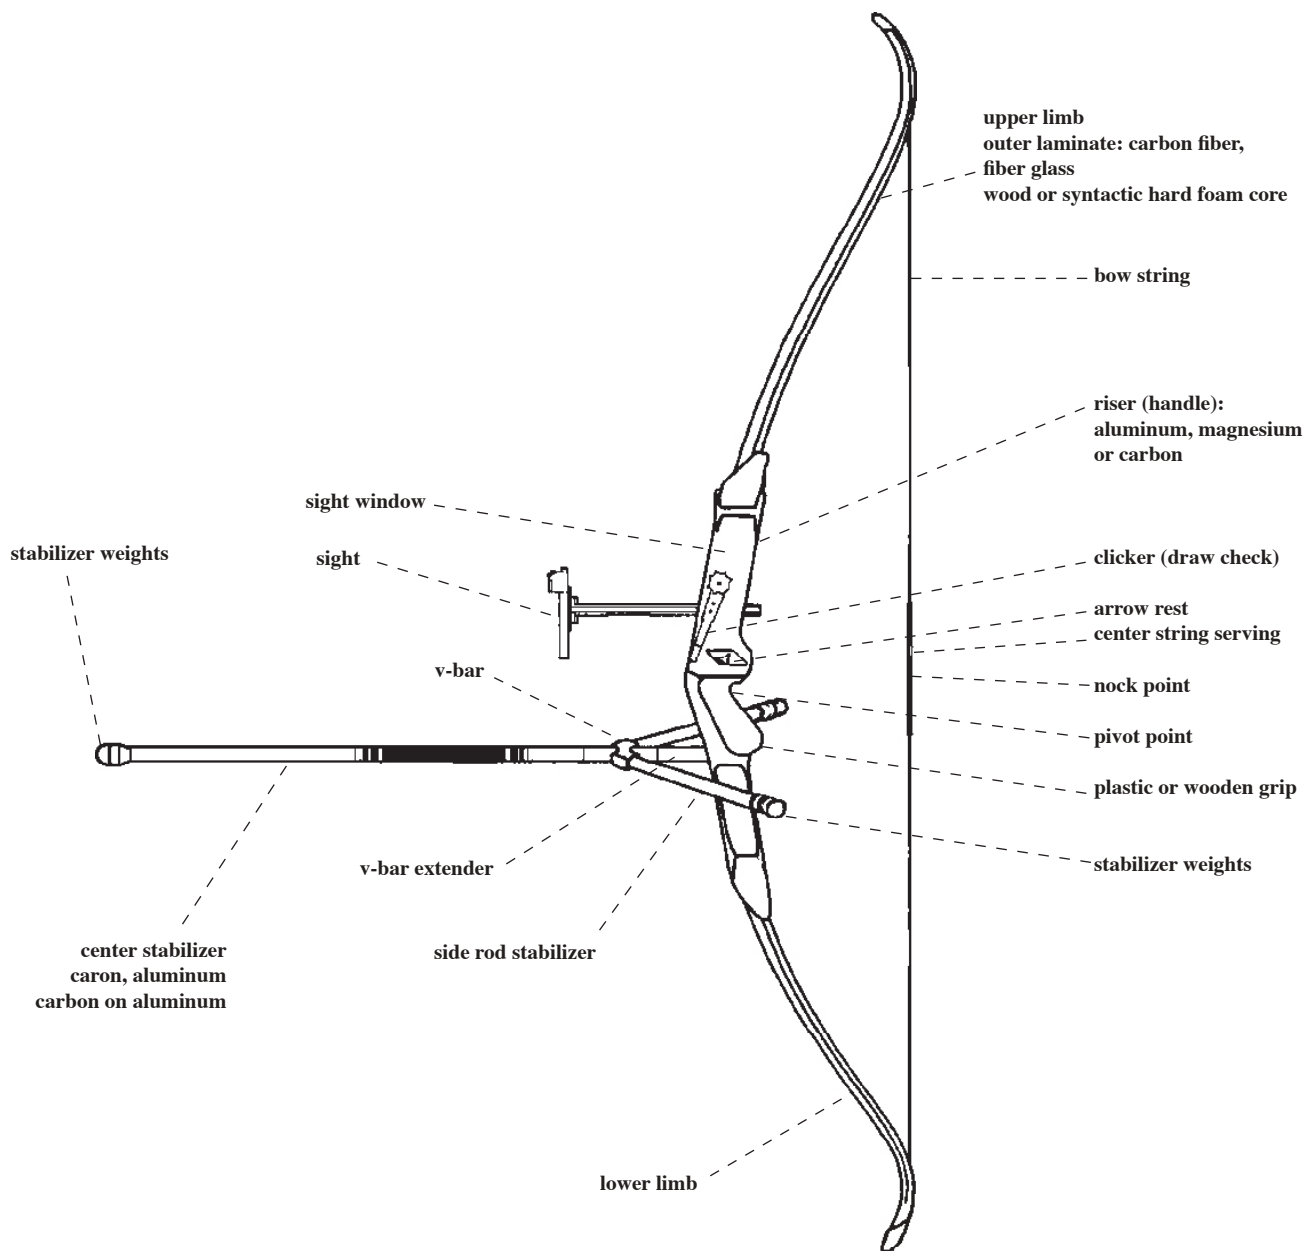 upper limb
outer laminate: carbon fiber,
fiber glass
wood or syntactic hard foam core
bow string
riser (handle):
aluminum, magnesium
or carbon
sight window
stabilizer weights
sight
clicker (draw check)
arrow rest
center string serving
v-bar
nock point
pivot point
plastic or wooden grip
v-bar extender
stabilizer weights
center stabilizer
caron, aluminum
carbon on aluminum
side rod stabilizer
lower limb